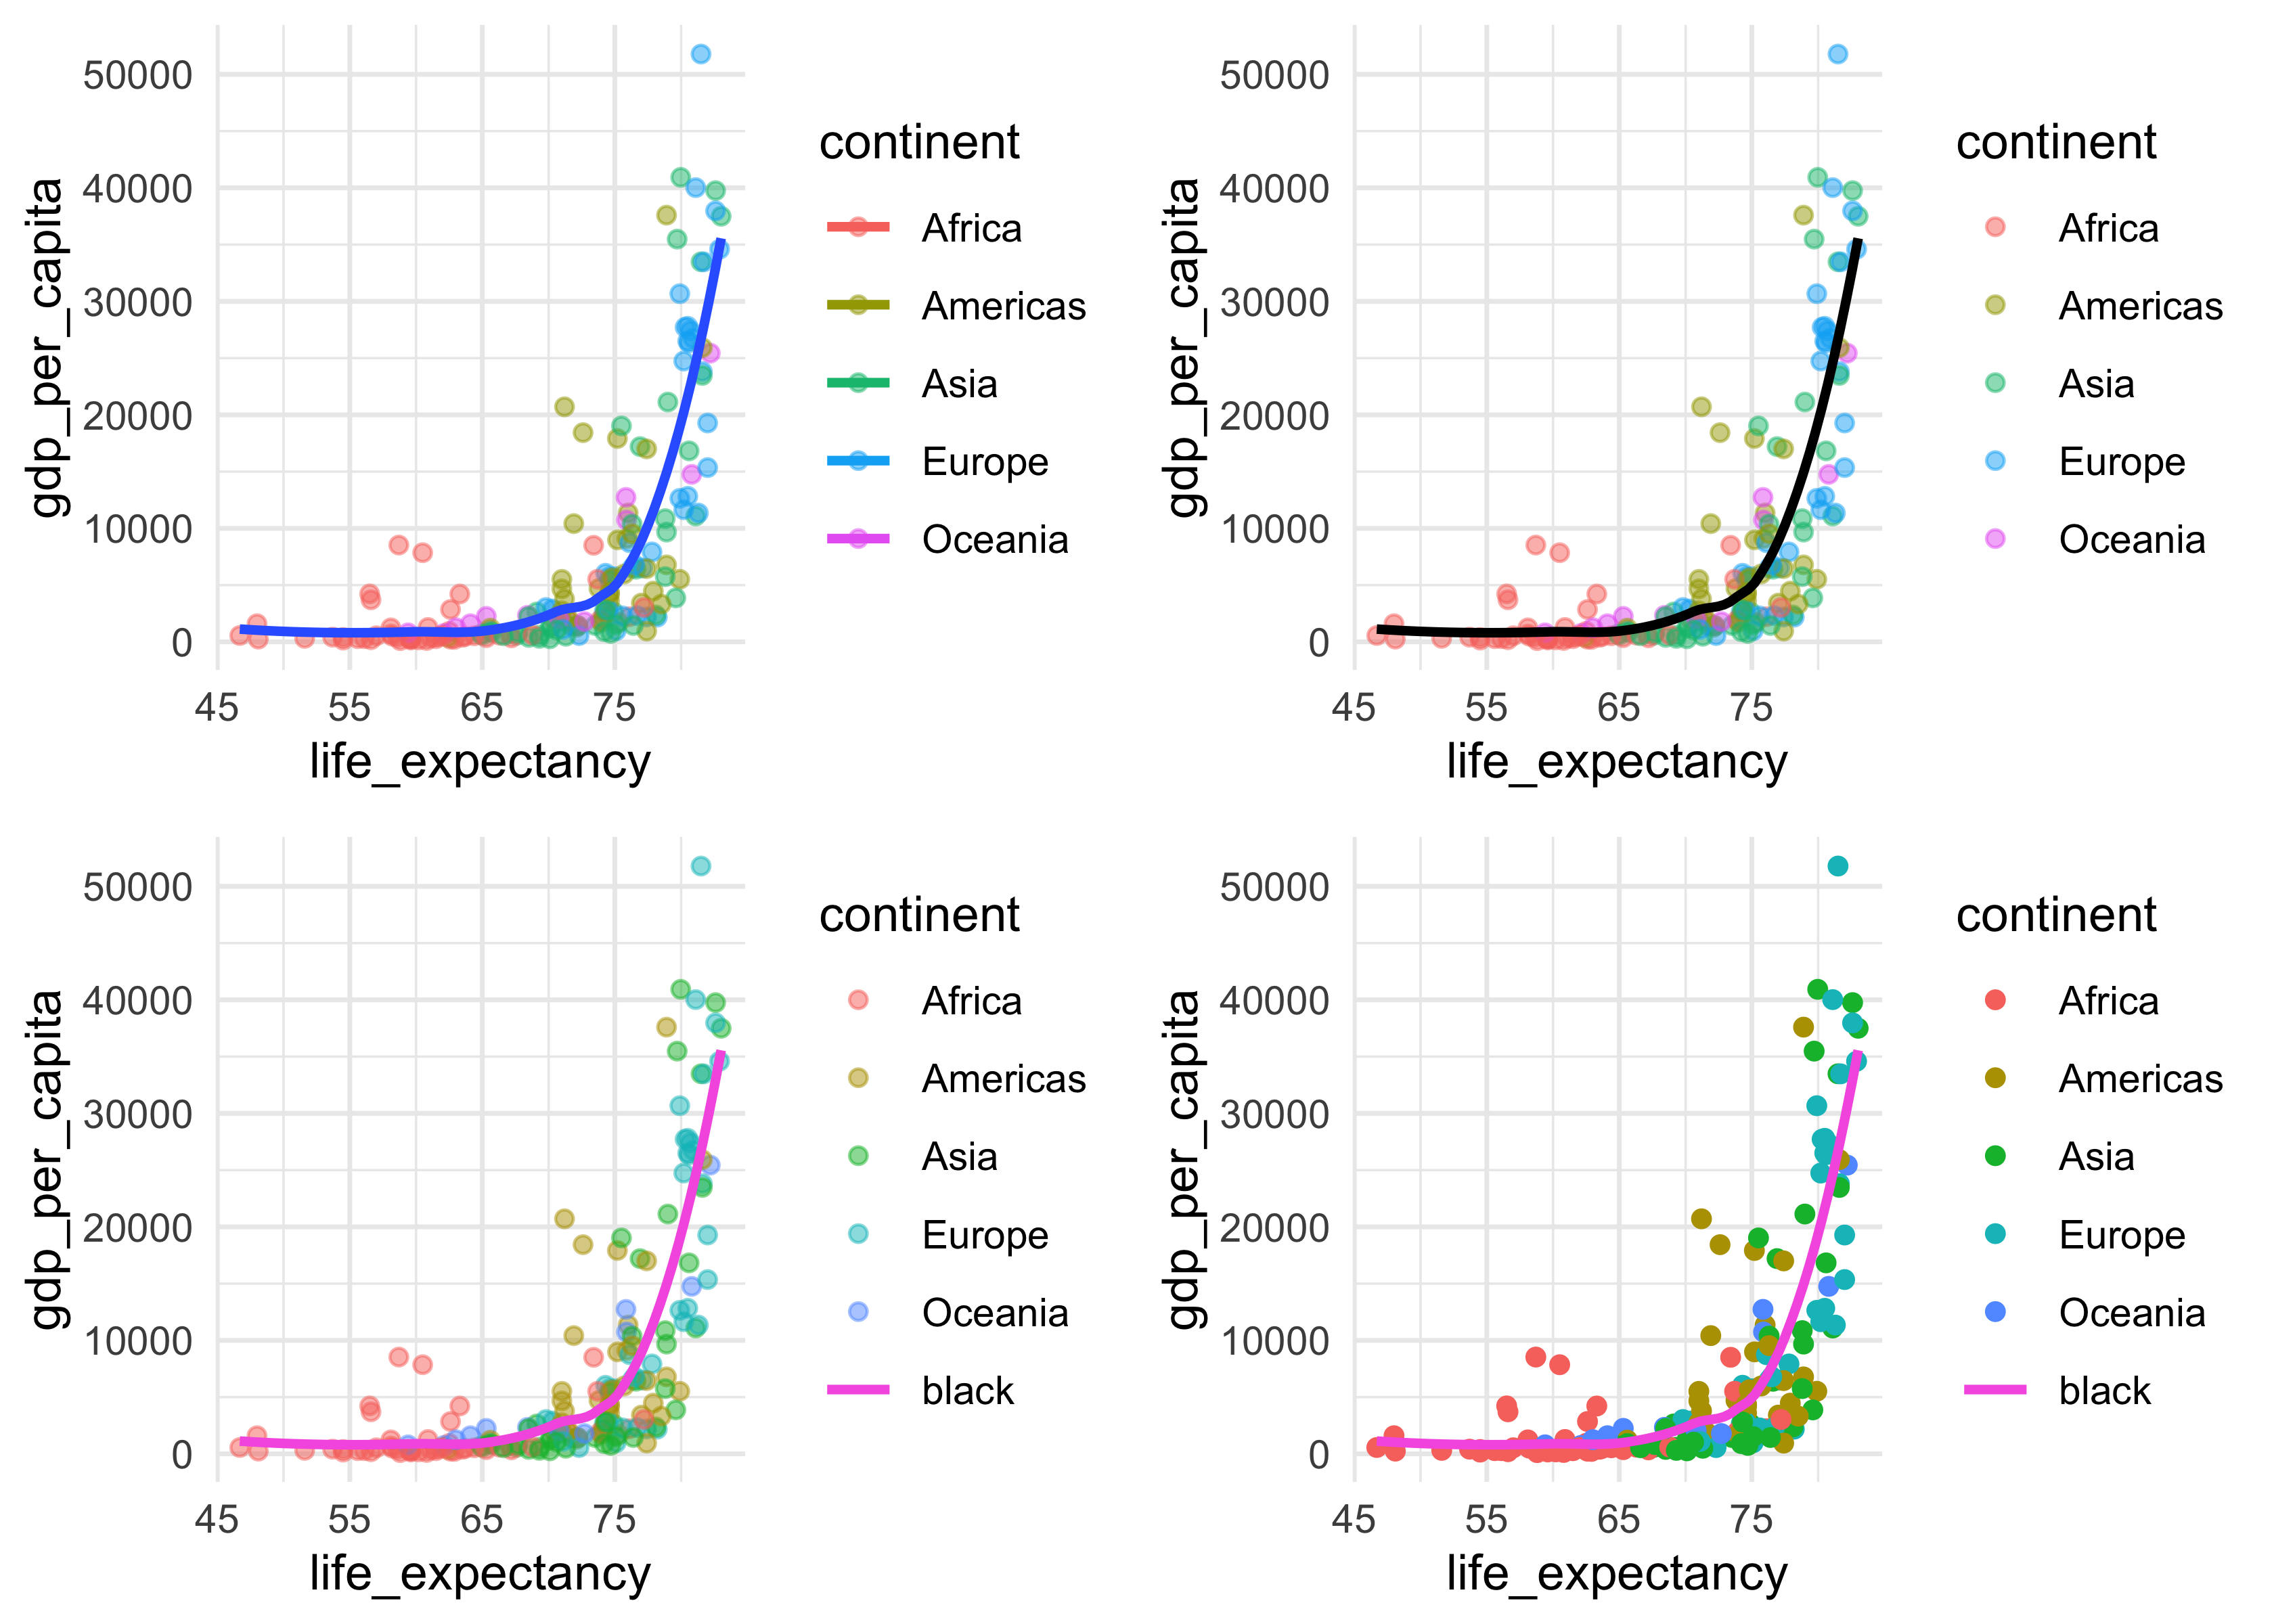 gdp_per_capita
50000
40000
30000
20000
10000
0
45 55 65 75
life_expectancy
continent
Africa
Americas
Asia
Europe
Oceania
gdp_per_capita
50000
40000
30000
20000
10000
0
45 55 65 75
life_expectancy
continent
Africa
Americas
Asia
Europe
Oceania
gdp_per_capita
50000
40000
30000
20000
10000
0
45 55 65 75
life_expectancy
continent
Africa
Americas
Asia
Europe
Oceania
black
gdp_per_capita
50000
40000
30000
20000
10000
0
45 55 65 75
life_expectancy
continent
Africa
Americas
Asia
Europe
Oceania
black